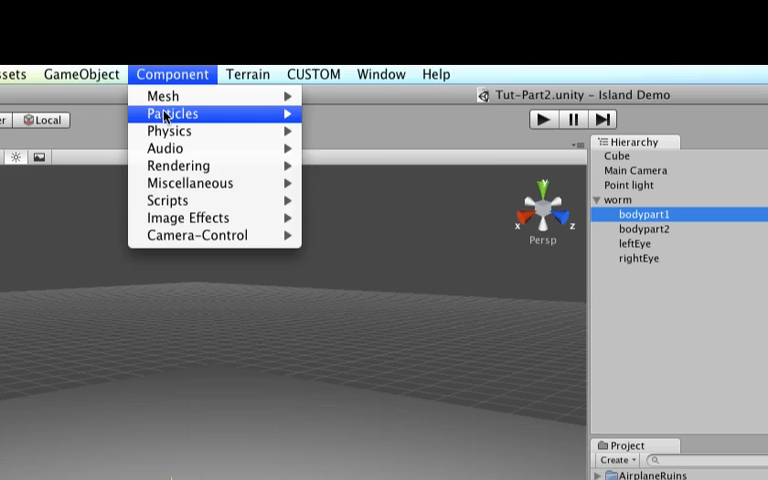 ssets GameObject Component Terrain CUSTOM Window Help
Tut-Part2.unity - Island Demo
er Local
Mesh
Particles
Physics
Audio
Rendering
Miscellaneous
Scripts
Image Effects
Camera-Control
y
x z
Persp
Hierarchy
Cube
Main Camera
Point light
worm
bodypart1
bodypart2
leftEye
rightEye
Project
Create
AirplaneRuins